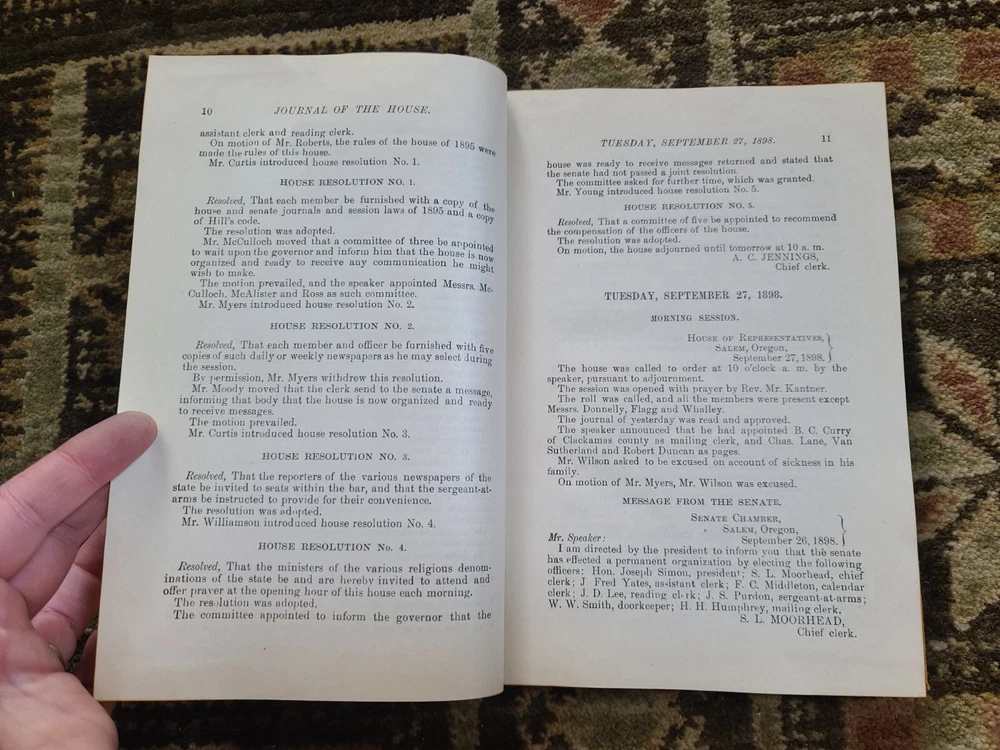 10 JOURNAL OF THE HOUSE.
assistant clerk and reading clerk.
On motion of Mr. Roberts, the rules of the house of 1895 were
made the rules of this house.
Mr. Curtis introduced house resolution No. 1.
HOUSE RESOLUTION NO. 1.
Resolved, That each member be furnished with a copy of the
house and senate journals and session laws of 1895 and a copy
of Hill's code.
The resolution was adopted.
Mr. McCulloch moved that a committee of three be appointed
to wait upon the governor and inform him that the house is now
organized and ready to receive any communication he might
wish to make.
The motion prevailed, and the speaker appointed Messrs. Mc-
Culloch, McAlister and Ross as such committee.
Mr. Myers introduced house resolution No. 2.
HOUSE RESOLUTION NO. 2.
Resolved, That each member and officer be furnished with five
copies of such daily or weekly newspapers as he may select during
the session.
By permission, Mr. Myers withdrew this resolution.
Mr. Moody moved that the clerk send to the senate a message,
informing that body that the house is now organized and ready
to receive messages.
The motion prevailed.
Mr. Curtis introduced house resolution No. 3.
HOUSE RESOLUTION NO. 3.
Resolved, That the reporters of the various newspapers of the
state be invited to seats within the bar, and that the sergeant-at-
arms be instructed to provide for their convenience.
The resolution was adopted.
Mr. Williamson introduced house resolution No. 4.
HOUSE RESOLUTION No. 4.
Resolved, That the ministers of the various religious denom-
inations of the state be and are hereby invited to attend and
offer prayer at the opening hour of this house each morning.
The resolution was adopted.
The committee appointed to inform the governor that the
TUESDAY, SEPTEMBER 27, 1898. 11
house was ready to receive messages returned and stated that
the senate had not passed a joint resolution.
The committee asked for further time, which was granted.
Mr. Young introduced house resolution No. 5.
HOUSE RESOLUTION NO. 5.
Resolved, That a committee of five be appointed to recommend
the compensation of the officers of the house.
The resolution was adopted.
On motion, the house adjourned until tomorrow at 10 a. m.
A. C. JENNINGS,
Chief clerk.
TUESDAY, SEPTEMBER 27, 1898.
MORNING SESSION.
HOUSE OF REPRESENTATIVES,
SALEM, Oregon,
September 27, 1898.
The house was called to order at 10 o'clock a. m. by the
speaker, pursuant to adjournment.
The session was opened with prayer by Rev. Mr. Kantner.
The roll was called, and all the members were present except
Messrs. Donnelly, Flagg and Whalley.
The journal of yesterday was read and approved.
The speaker announced that he had appointed B. C. Curry
of Clackamas county as mailing clerk, and Chas. Lane, Van
Sutherland and Robert Duncan as pages.
Mr. Wilson asked to be excused on account of sickness in his
family.
On motion of Mr. Myers, Mr. Wilson was excused.
MESSAGE FROM THE SENATE.
SENATE CHAMBER,
SALEM, Oregon,
September 26, 1898.
Mr. Speaker:
I am directed by the president to inform you that the senate
has effected a permanent organization by electing the following
officers: Hon. Joseph Simon, president; S. L. Moorhead, chief
clerk; J. Fred Yates, assistant clerk; F. C. Middleton, calendar
clerk; J. D. Lee, reading clerk; J. S. Purdon, sergeant-at-arms;
W. W. Smith, doorkeeper; H. H. Humphrey, mailing clerk.
S. L. MOORHEAD,
Chief clerk.